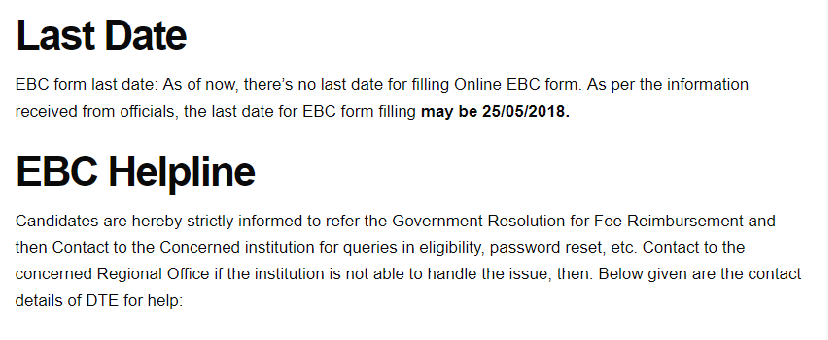 Last Date
EBC form last date: As of now, there's no last date for filling Online EBC form. As per the information
received from officials, the last date for EBC form filling may be 25/05/2018.
EBC Helpline
Candidates are hereby strictly informed to refer the Government Resolution for Fee Reimbursement and
then Contact to the Concerned institution for queries in eligibility, password reset, etc. Contact to the
concerned Regional Office if the institution is not able to handle the issue, then. Below given are the contact
details of DTE for help: